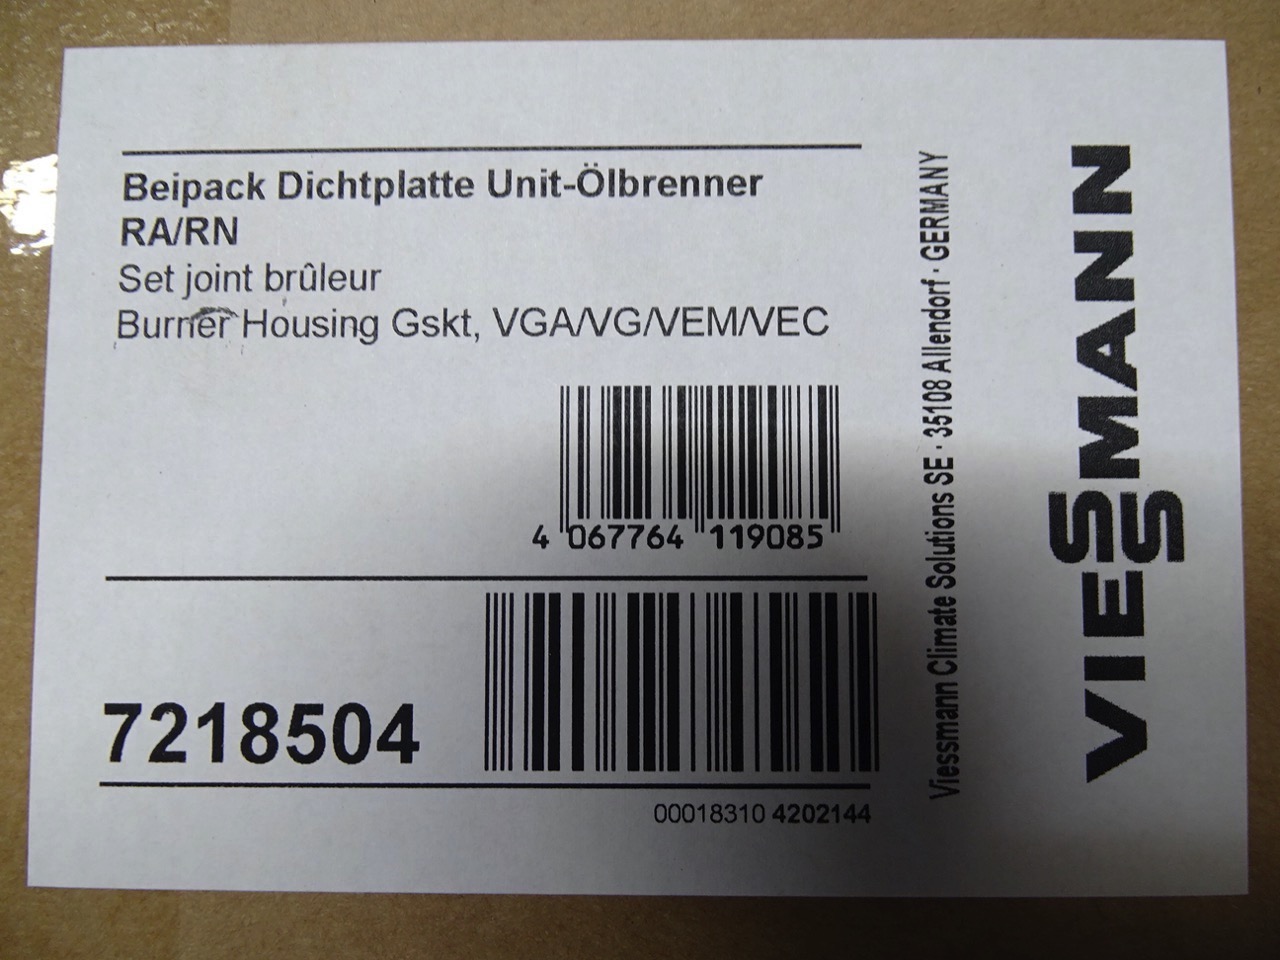 Beipack Dichtplatte Unit-Ölbrenner
RA/RN
Set joint brûleur
Burner Housing Gskt, VGA/VG/VEM/VEC
4 067764 119085
7218504
00018310 4202144
Viessmann Climate Solutions SE · 35108 Allendorf · GERMANY
VIESSMANN